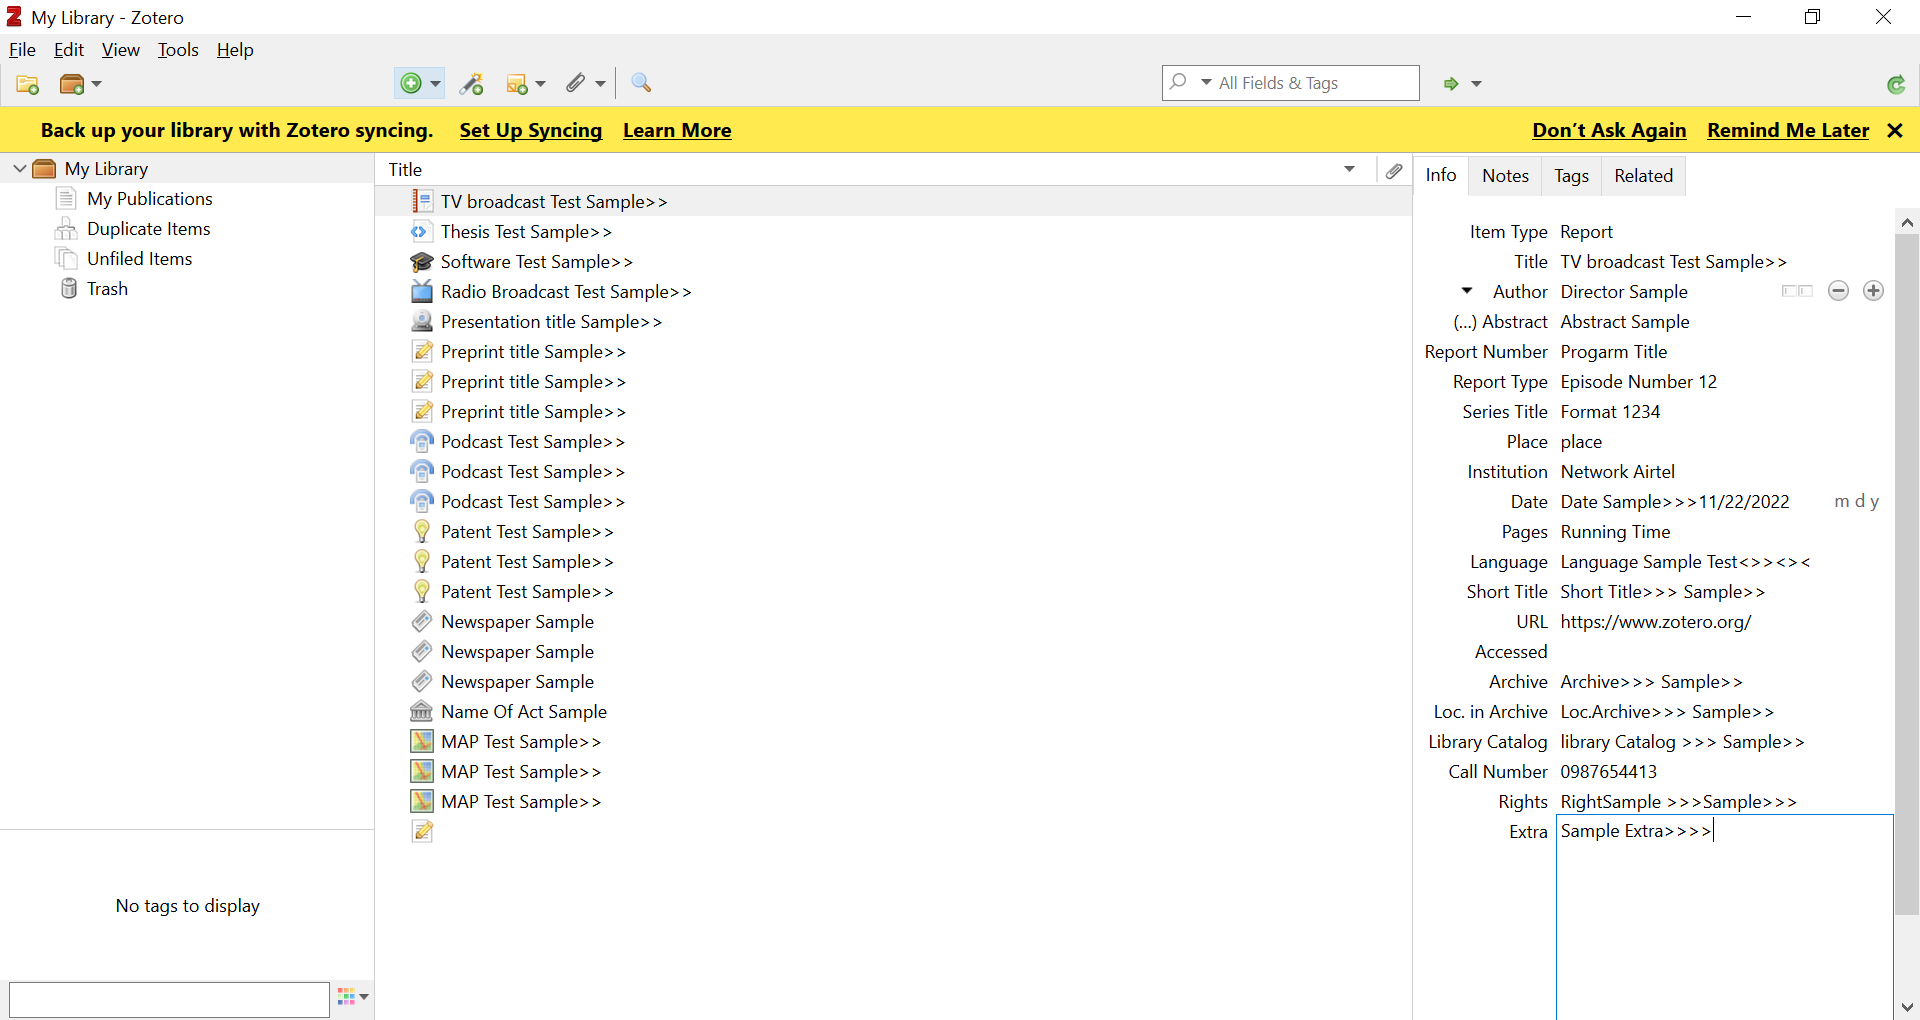 My Library - Zotero
File Edit View Tools Help
All Fields & Tags
Back up your library with Zotero syncing. Set Up Syncing Learn More Don't Ask Again Remind Me Later
My Library
My Publications
Duplicate Items
Unfiled Items
Trash
No tags to display
Title
TV broadcast Test Sample>>
Thesis Test Sample>>
Software Test Sample>>
Radio Broadcast Test Sample>>
Presentation title Sample>>
Preprint title Sample>>
Preprint title Sample>>
Preprint title Sample>>
Podcast Test Sample>>
Podcast Test Sample>>
Podcast Test Sample>>
Patent Test Sample>>
Patent Test Sample>>
Patent Test Sample>>
Newspaper Sample
Newspaper Sample
Newspaper Sample
Name Of Act Sample
MAP Test Sample>>
MAP Test Sample>>
MAP Test Sample>>
Info Notes Tags Related
Item Type Report
Title TV broadcast Test Sample>>
Author Director Sample
(...) Abstract Abstract Sample
Report Number Progarm Title
Report Type Episode Number 12
Series Title Format 1234
Place place
Institution Network Airtel
Date Date Sample>>>11/22/2022 m d y
Pages Running Time
Language Language Sample Test<>><><
Short Title Short Title>>> Sample>>
URL https://www.zotero.org/
Accessed
Archive Archive>>> Sample>>
Loc. in Archive Loc.Archive>>> Sample>>
Library Catalog library Catalog >>> Sample>>
Call Number 0987654413
Rights RightSample >>>Sample>>>
Extra Sample Extra>>>>